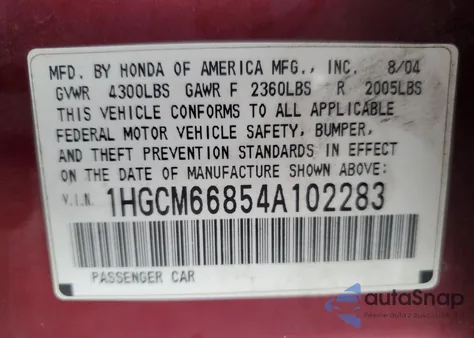 MFD. BY HONDA OF AMERICA MFG., INC. 8/04
GVWR 4300LBS GAWR F 2360LBS R 2005LBS
THIS VEHICLE CONFORMS TO ALL APPLICABLE
FEDERAL MOTOR VEHICLE SAFETY, BUMPER,
AND THEFT PREVENTION STANDARDS IN EFFECT
ON THE DATE OF MANUFACTURE SHOWN ABOVE:
V.I.N. 1HGCM66854A102283
PASSENGER CAR
autoSnap